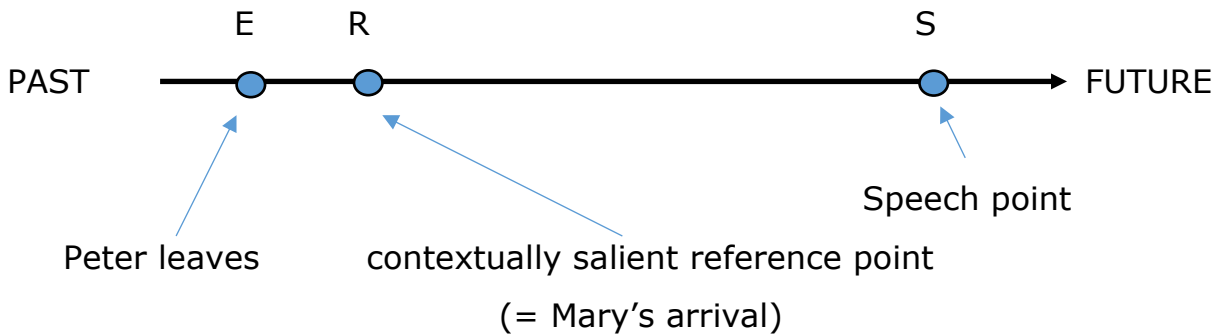 E R S
PAST FUTURE
Speech point
Peter leaves contextually salient reference point
(= Mary’s arrival)